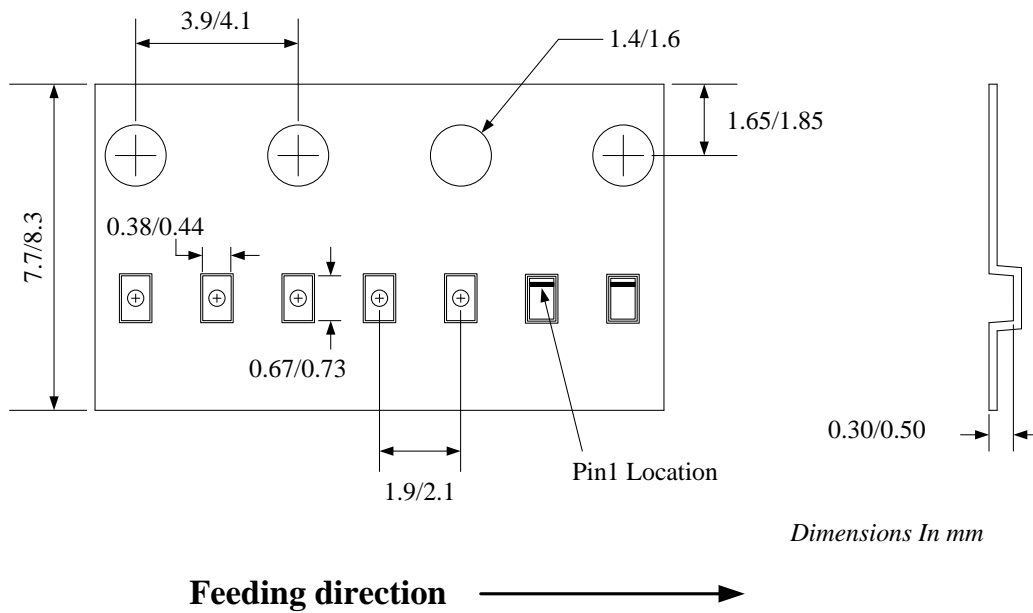 3.9/4.1
1.4/1.6
1.65/1.85
7.7/8.3
0.38/0.44
0.67/0.73
0.30/0.50
Pin1 Location
1.9/2.1
Dimensions In mm
Feeding direction